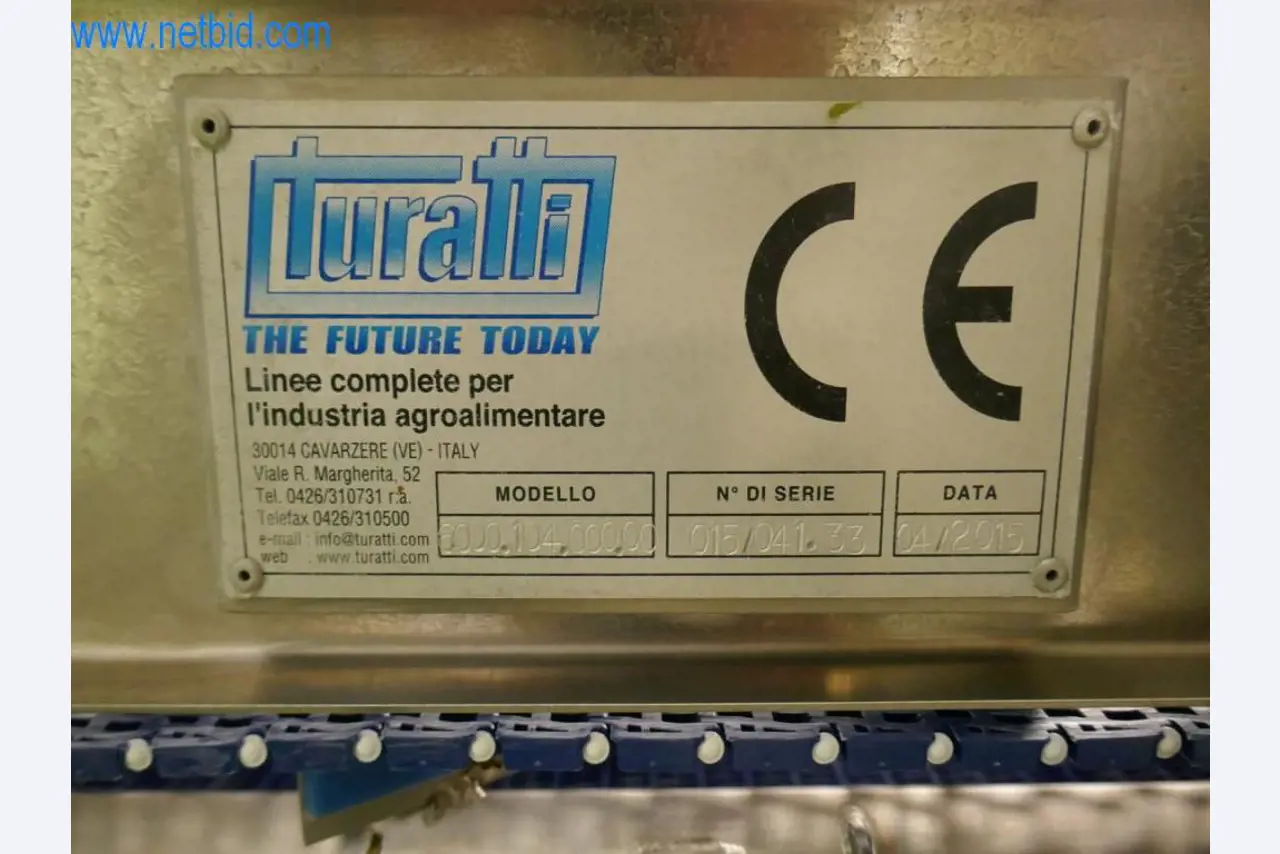 www.netbid.com
turatti
THE FUTURE TODAY
Linee complete per
l'industria agroalimentare
30014 CAVARZERE (VE) - ITALY
Viale R. Margherita, 52
Tel. 0426/310731 r.a.
Telefax 0426/310500
e-mail : info@turatti.com
web : www.turatti.com
CE
MODELLO
N° DI SERIE
DATA
015/041.33
04/2015